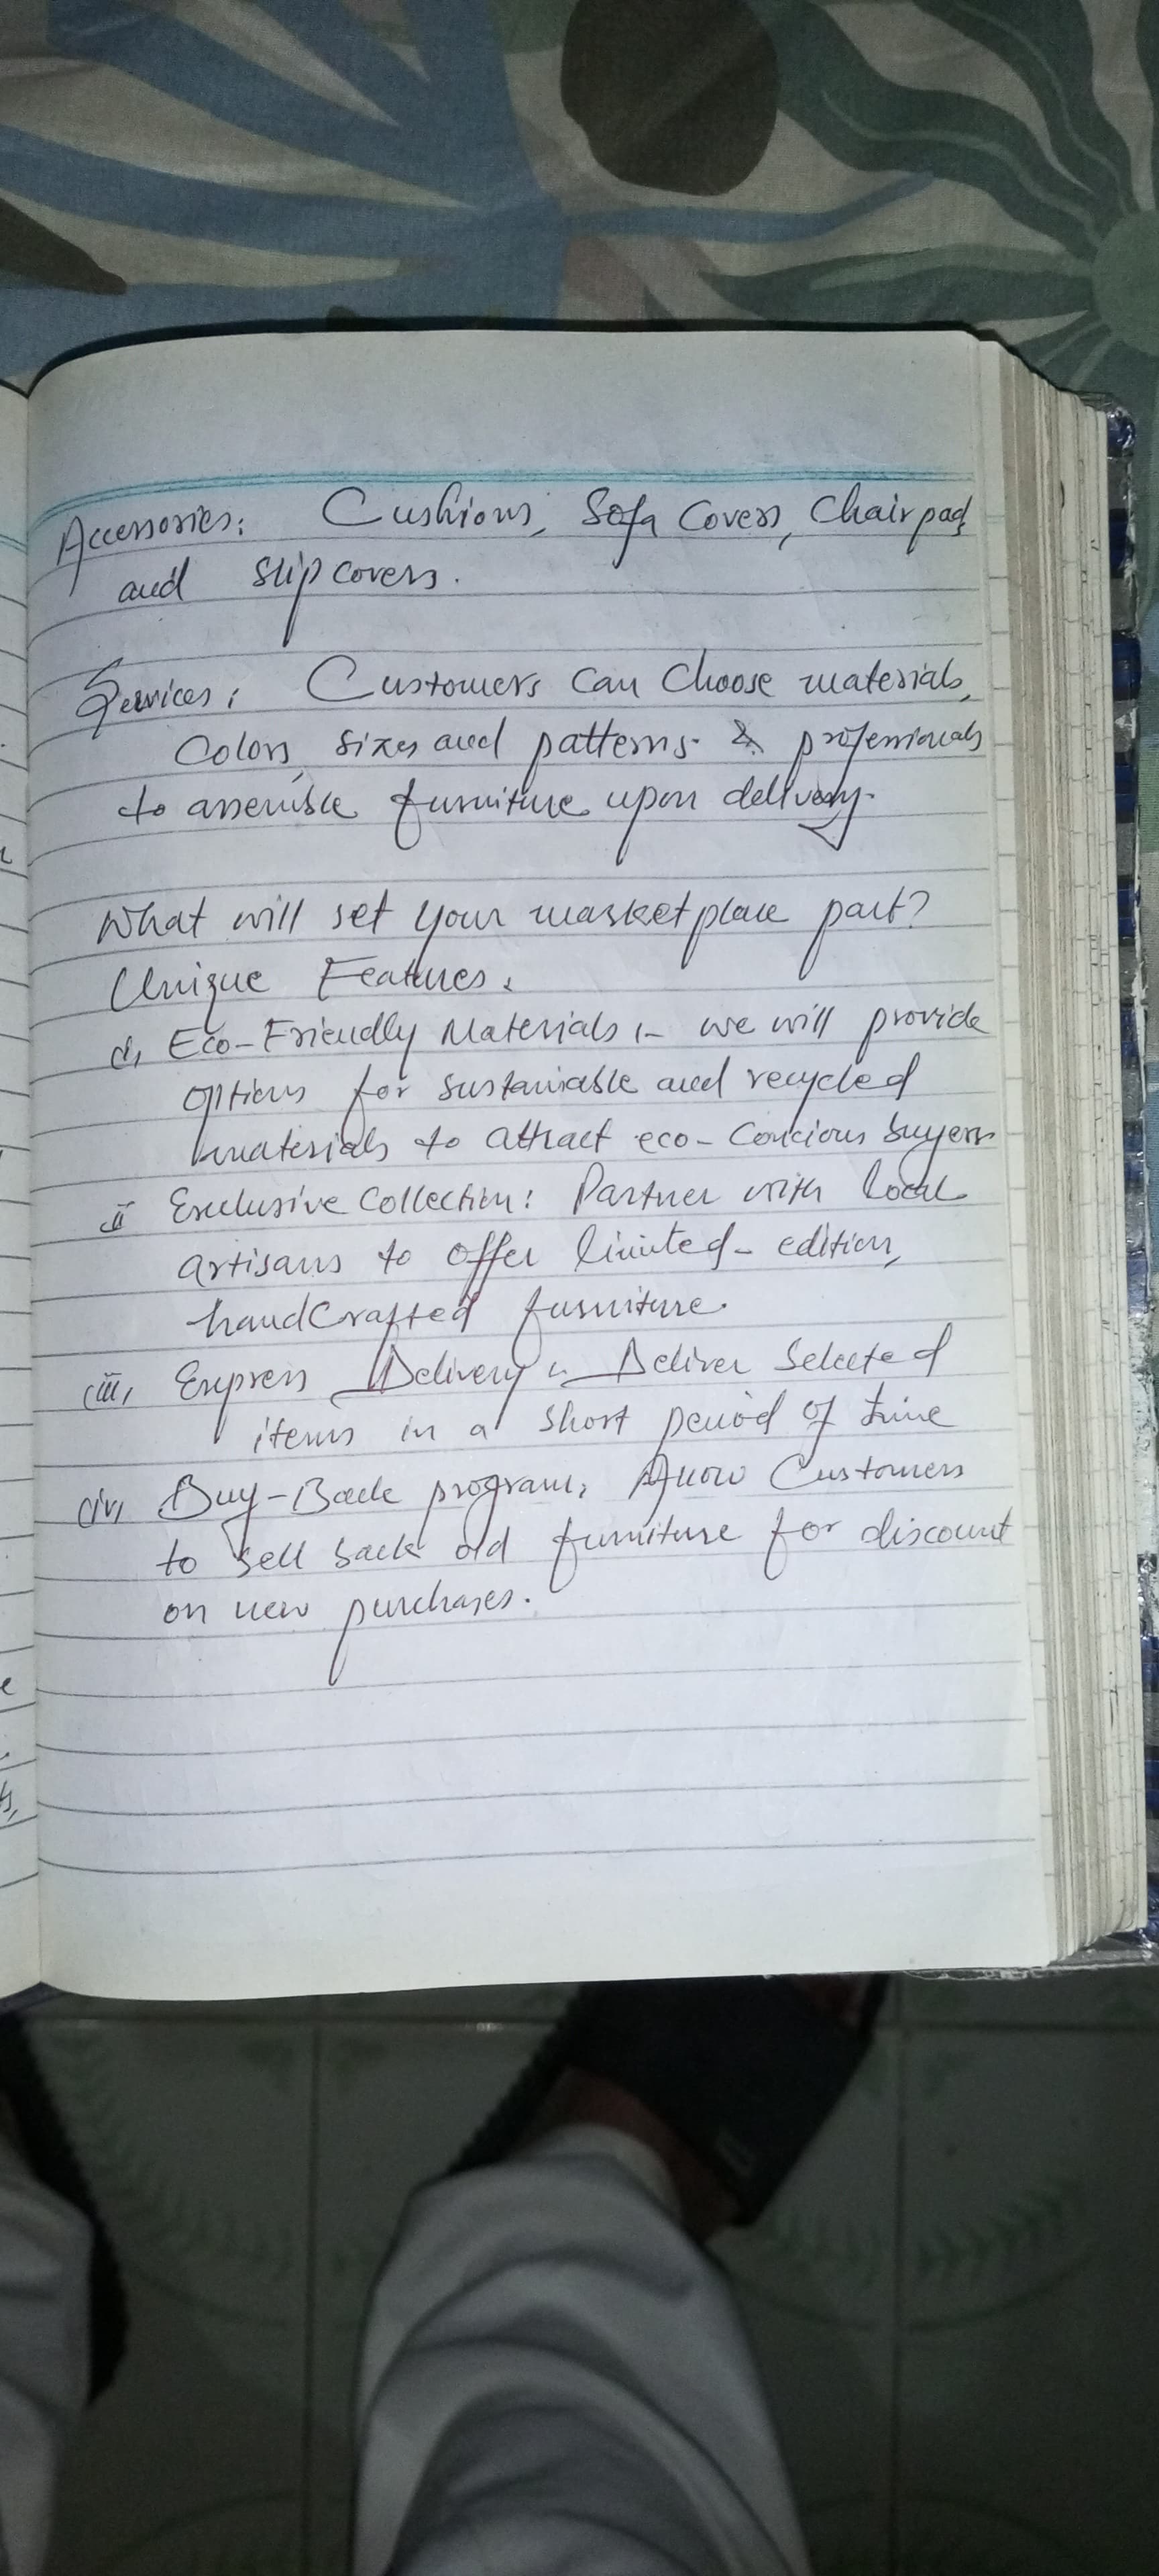 Accessories: Cushions, Sofa Covers, Chair pad,
and slip covers.
Services: Customers can choose materials,
Colors, sizes and patterns. & professionals
to assemble furniture upon delivery.
What will set your marketplace part?
Unique Features.
(i) Eco-Friendly Materials :- we will provide
options for sustainable and recycled
materials to attract eco-concious buyers
ii Exclusive Collection: Partner with local
artisans to offer limited-edition,
handCrafted furniture.
(iii) Express Delivery :- Deliver Selected
items in a short period of time
(iv) Buy-Back program: Allow Customers
to sell back old furniture for discount
on new purchases.